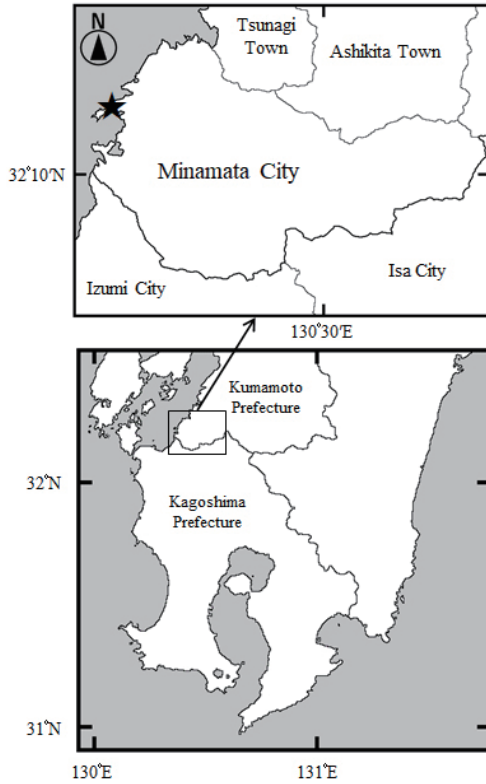 N
Tsunagi
Town
Ashikita Town
32°10'N
Minamata City
Izumi City
Isa City
130°30'E
Kumamoto
Prefecture
32°N
Kagoshima
Prefecture
31°N
130°E
131°E